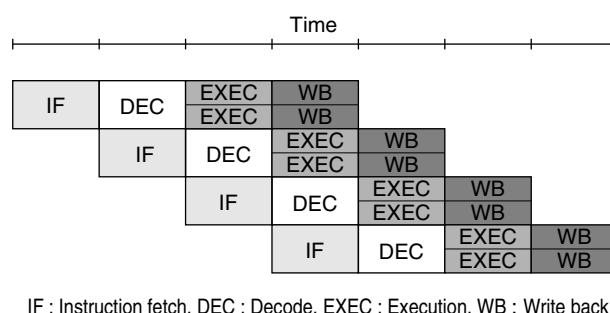 Time
IF DEC EXEC WB
EXEC WB
IF DEC EXEC WB
EXEC WB
IF DEC EXEC WB
EXEC WB
IF DEC EXEC WB
EXEC WB
IF : Instruction fetch, DEC : Decode, EXEC : Execution, WB : Write back